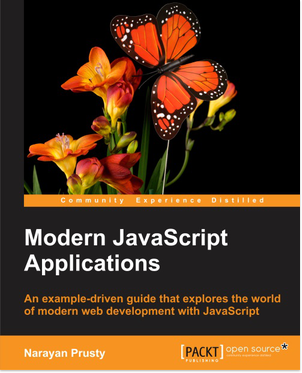 Community Experience Distilled
Modern JavaScript
Applications
An example-driven guide that explores the world
of modern web development with JavaScript
Narayan Prusty
[PACKT] open source*
PUBLISHING